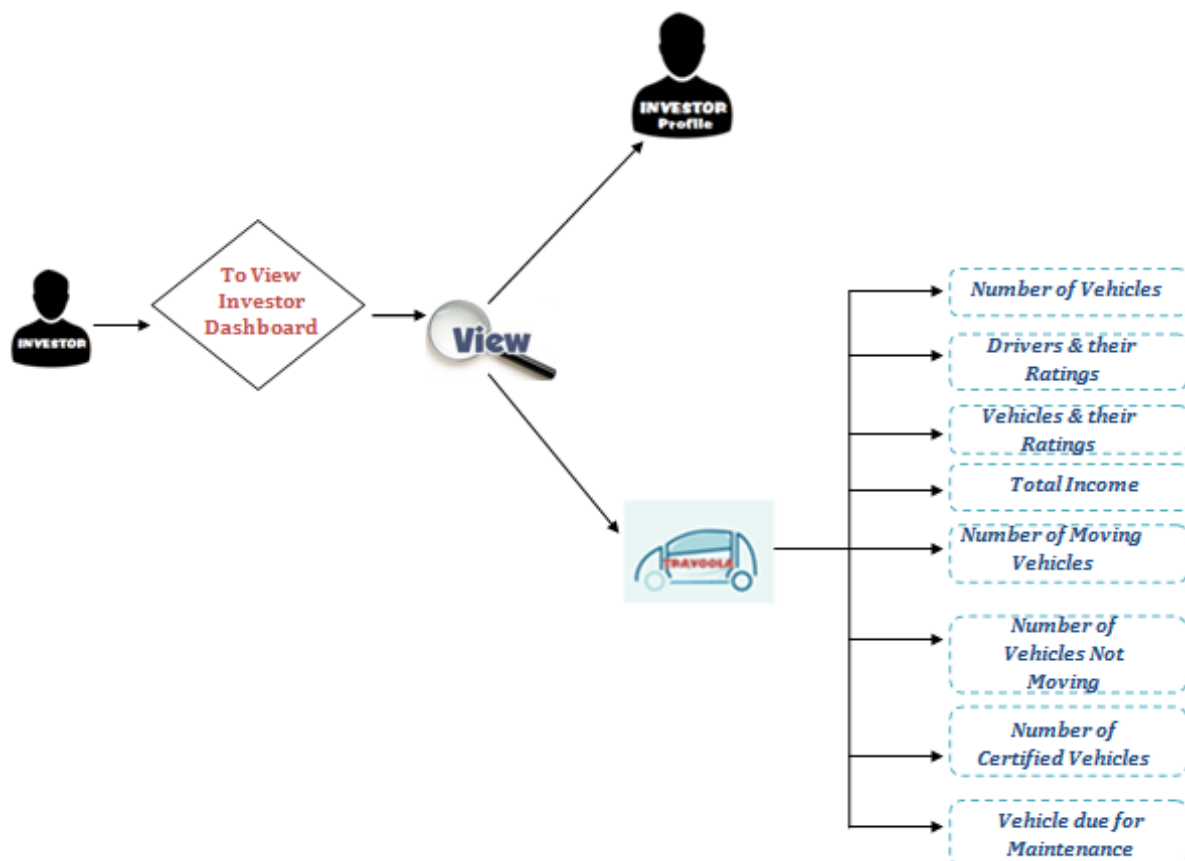 INVESTOR
Profile
To View
Investor
Dashboard
INVESTOR
View
TRAVOOLA
Number of Vehicles
Drivers & their
Ratings
Vehicles & their
Ratings
Total Income
Number of Moving
Vehicles
Number of
Vehicles Not
Moving
Number of
Certified Vehicles
Vehicle due for
Maintenance